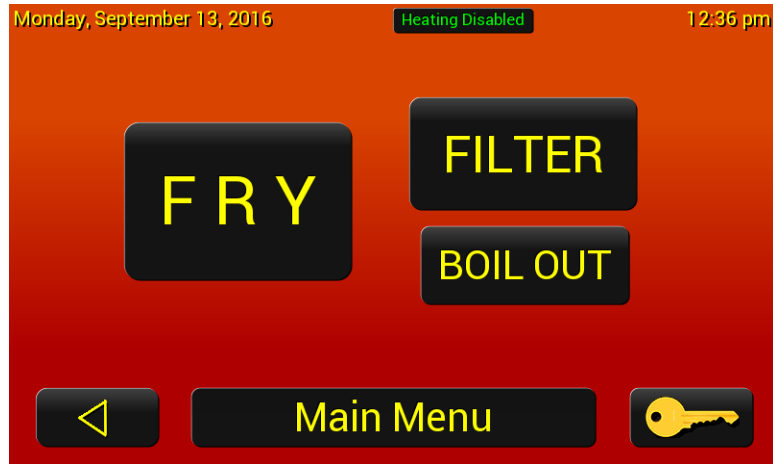 Monday, September 13, 2016 Heating Disabled 12:36 pm
F R Y
FILTER
BOIL OUT
Main Menu